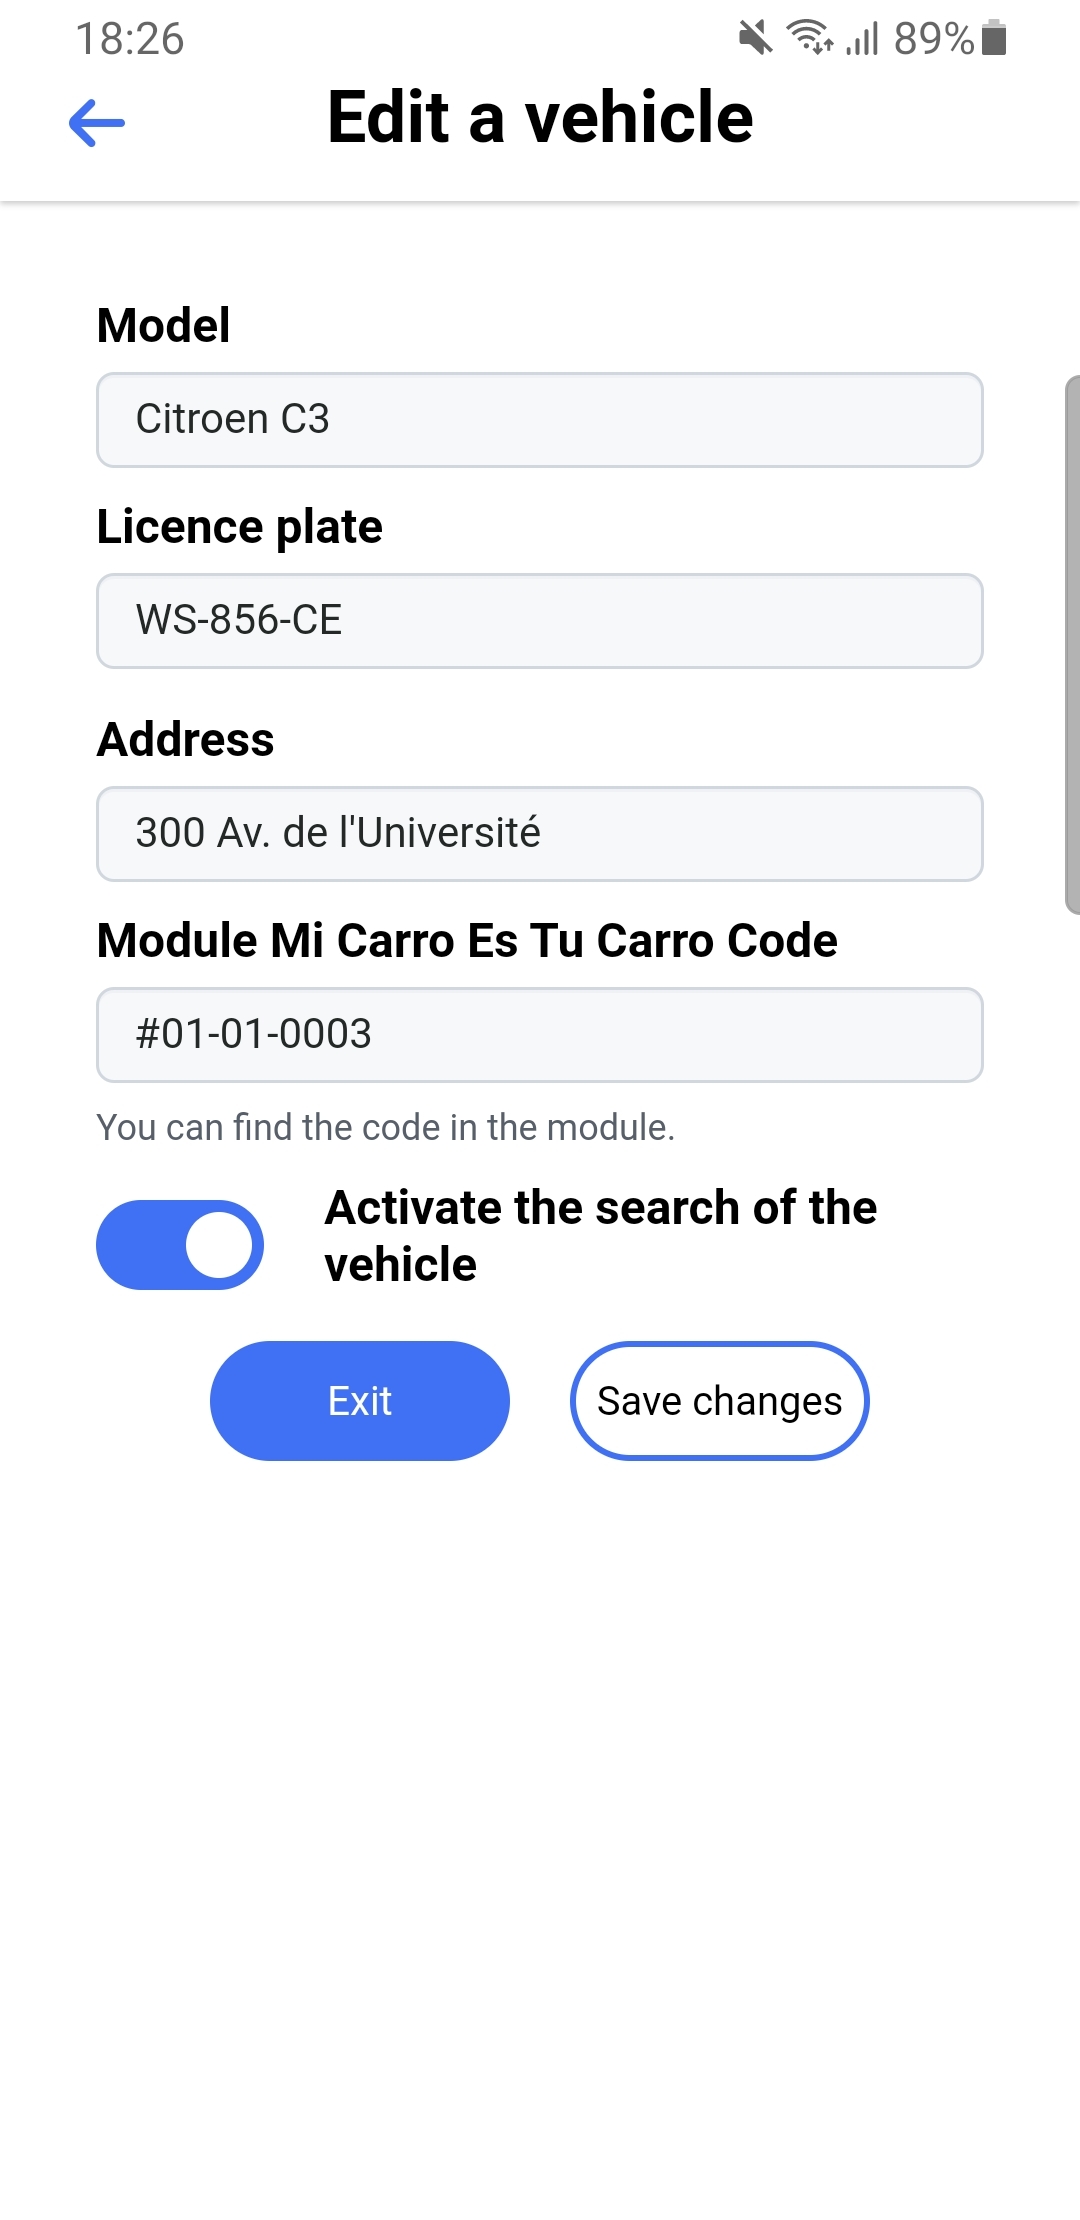 18:26
89%
Edit a vehicle
Model
Citroen C3
Licence plate
WS-856-CE
Address
300 Av. de l'Université
Module Mi Carro Es Tu Carro Code
#01-01-0003
You can find the code in the module.
Activate the search of the
vehicle
Exit
Save changes